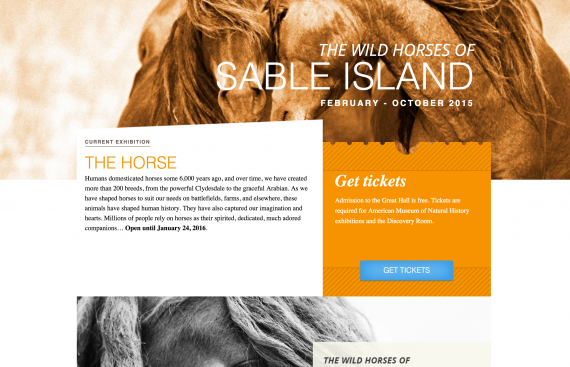 THE WILD HORSES OF
SABLE ISLAND
FEBRUARY - OCTOBER 2015
CURRENT EXHIBITION
THE HORSE
Humans domesticated horses some 6,000 years ago, and over time, we have created
more than 200 breeds, from the powerful Clydesdale to the graceful Arabian. As we
have shaped horses to suit our needs on battlefields, farms, and elsewhere, these
animals have shaped human history. They have also captured our imagination and
hearts. Millions of people rely on horses as their spirited, dedicated, much adored
companions… Open until January 24, 2016.
Get tickets
Admission to the Great Hall is free. Tickets are
required for American Museum of Natural History
exhibitions and the Discovery Room.
GET TICKETS
THE WILD HORSES OF